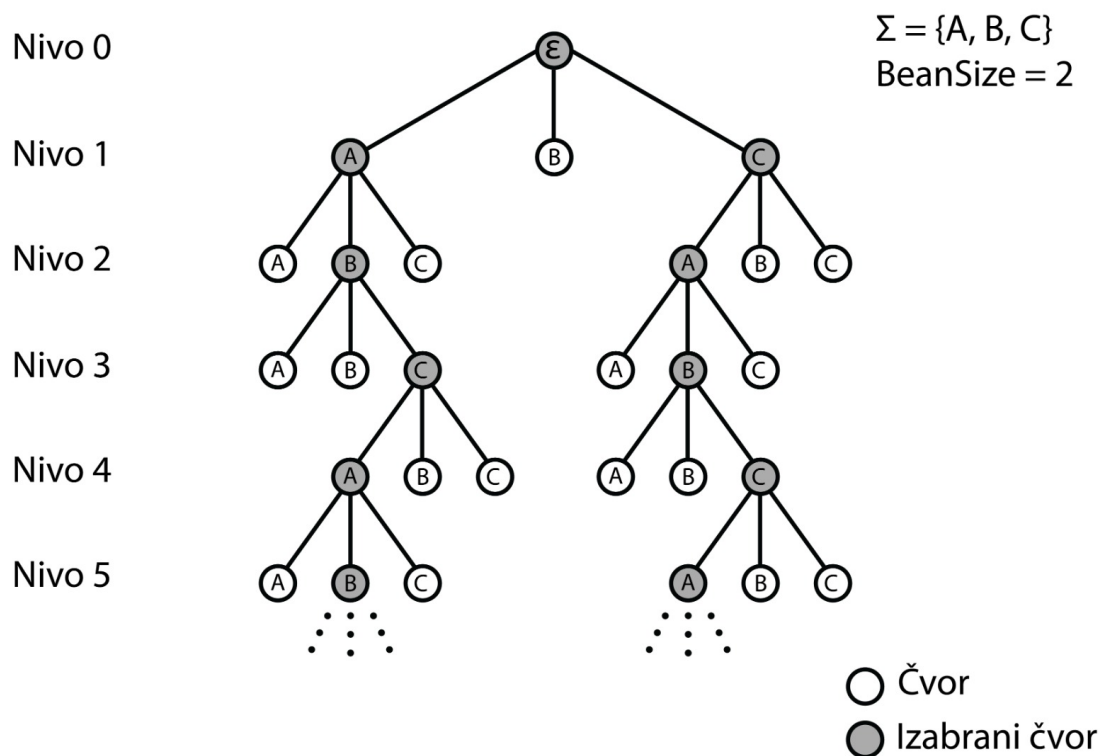 Nivo 0
ε
Σ = {A, B, C}
BeanSize = 2
Nivo 1
A
B
C
Nivo 2
A
B
C
A
B
C
Nivo 3
A
B
C
A
B
C
Nivo 4
A
B
C
A
B
C
Nivo 5
A
B
C
A
B
C
Čvor
Izabrani čvor